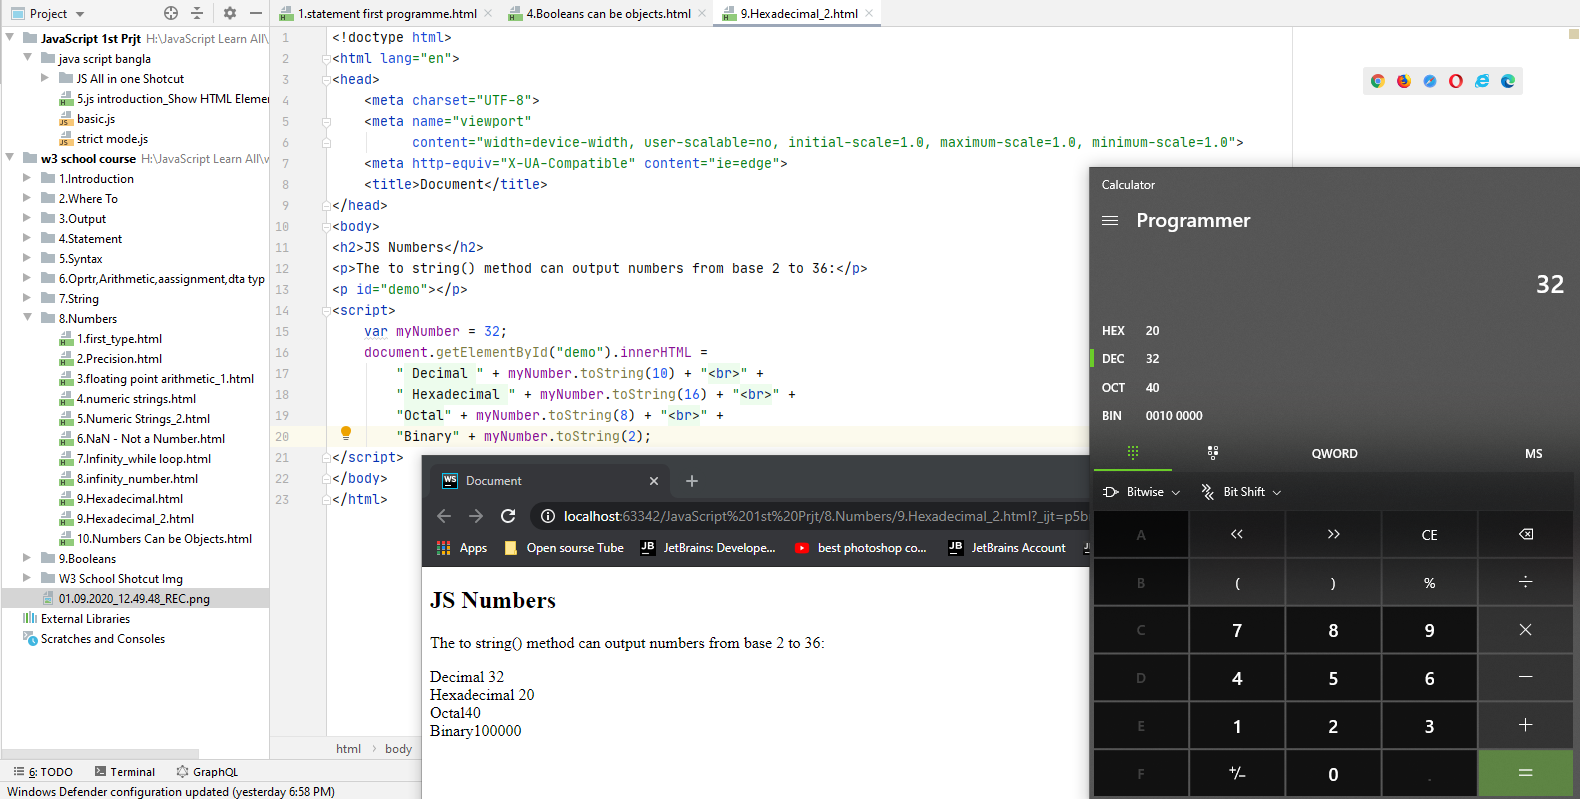 Project
JavaScript 1st Prjt H:\JavaScript Learn All\
java script bangla
JS All in one Shotcut
5.js introduction_Show HTML Elemer
basic.js
strict mode.js
w3 school course H:\JavaScript Learn All\w
1.Introduction
2.Where To
3.Output
4.Statement
5.Syntax
6.Oprtr,Arithmetic,aassignment,dta typ
7.String
8.Numbers
1.first_type.html
2.Precision.html
3.floating point arithmetic_1.html
4.numeric strings.html
5.Numeric Strings_2.html
6.NaN - Not a Number.html
7.Infinity_while loop.html
8.infinity_number.html
9.Hexadecimal.html
9.Hexadecimal_2.html
10.Numbers Can be Objects.html
9.Booleans
W3 School Shotcut Img
01.09.2020_12.49.48_REC.png
External Libraries
Scratches and Consoles
1.statement first programme.html
4.Booleans can be objects.html
9.Hexadecimal_2.html
1 <!doctype html>
2 <html lang="en">
3 <head>
4 <meta charset="UTF-8">
5 <meta name="viewport"
6 content="width=device-width, user-scalable=no, initial-scale=1.0, maximum-scale=1.0, minimum-scale=1.0">
7 <meta http-equiv="X-UA-Compatible" content="ie=edge">
8 <title>Document</title>
9 </head>
10 <body>
11 <h2>JS Numbers</h2>
12 <p>The to string() method can output numbers from base 2 to 36:</p>
13 <p id="demo"></p>
14 <script>
15 var myNumber = 32;
16 document.getElementById("demo").innerHTML =
17 " Decimal " + myNumber.toString(10) + "<br>" +
18 " Hexadecimal " + myNumber.toString(16) + "<br>" +
19 "Octal" + myNumber.toString(8) + "<br>" +
20 "Binary" + myNumber.toString(2);
21 </script>
22 </body>
23 </html>
html > body
WS Document
localhost:63342/JavaScript%201st%20Prjt/8.Numbers/9.Hexadecimal_2.html?_ijt=p5b
Apps Open sourse Tube JB JetBrains: Develope... best photoshop co... JB JetBrains Account
JS Numbers
The to string() method can output numbers from base 2 to 36:
Decimal 32
Hexadecimal 20
Octal40
Binary100000
Calculator
Programmer
32
HEX 20
DEC 32
OCT 40
BIN 0010 0000
QWORD MS
Bitwise Bit Shift
A << >> CE
B ( ) % ÷
C 7 8 9 ×
D 4 5 6 −
E 1 2 3 +
F +/- 0 . =
6: TODO Terminal GraphQL
Windows Defender configuration updated (yesterday 6:58 PM)